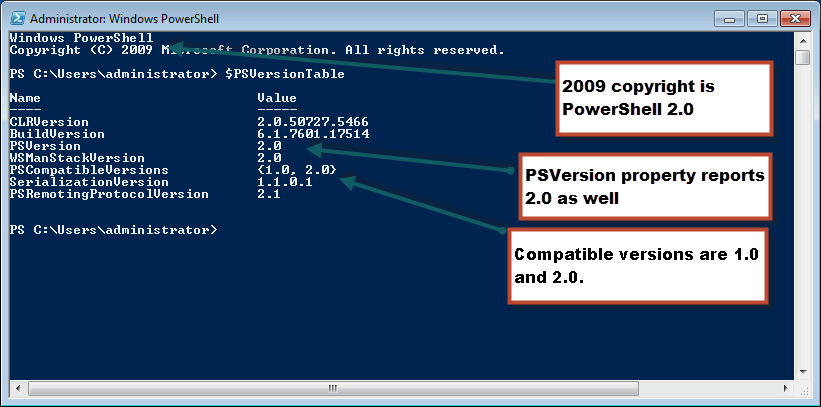 Administrator: Windows PowerShell
Windows PowerShell
Copyright (C) 2009 Microsoft Corporation. All rights reserved.
PS C:\Users\administrator> $PSVersionTable
Name Value
---- -----
CLRVersion 2.0.50727.5466
BuildVersion 6.1.7601.17514
PSVersion 2.0
WSManStackVersion 2.0
PSCompatibleVersions {1.0, 2.0}
SerializationVersion 1.1.0.1
PSRemotingProtocolVersion 2.1
PS C:\Users\administrator>
2009 copyright is
PowerShell 2.0
PSVersion property reports
2.0 as well
Compatible versions are 1.0
and 2.0.